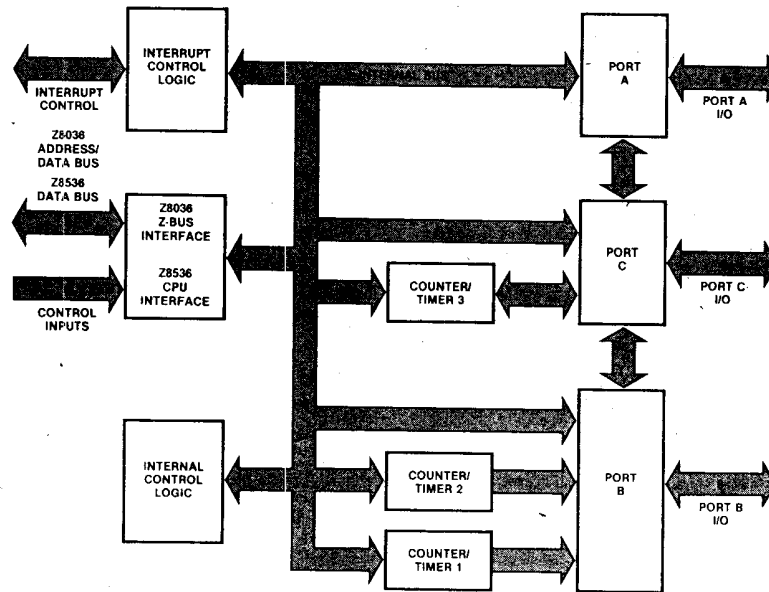 INTERRUPT
CONTROL
LOGIC
INTERNAL BUS
PORT
A
INTERRUPT
CONTROL
PORT A
I/O
Z8036
ADDRESS/
DATA BUS
Z8536
DATA BUS
Z8036
Z-BUS
INTERFACE
Z8536
CPU
INTERFACE
CONTROL
INPUTS
PORT
C
PORT C
I/O
COUNTER/
TIMER 3
INTERNAL
CONTROL
LOGIC
COUNTER/
TIMER 2
PORT
B
PORT B
I/O
COUNTER/
TIMER 1